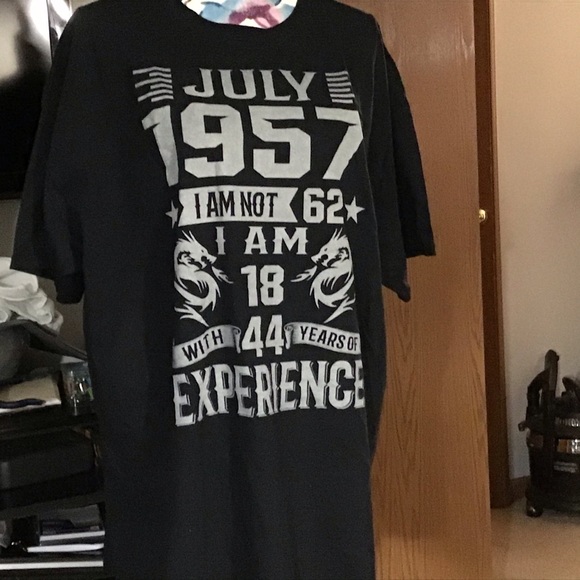 JULY
1957
I AM NOT 62
I AM
18
WITH 44 YEARS OF
EXPERIENCE